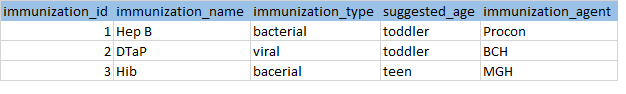 immunization_id immunization_name immunization_type suggested_age immunization_agent
1 Hep B bacterial toddler Procon
2 DTaP viral toddler BCH
3 Hib bacerial teen MGH